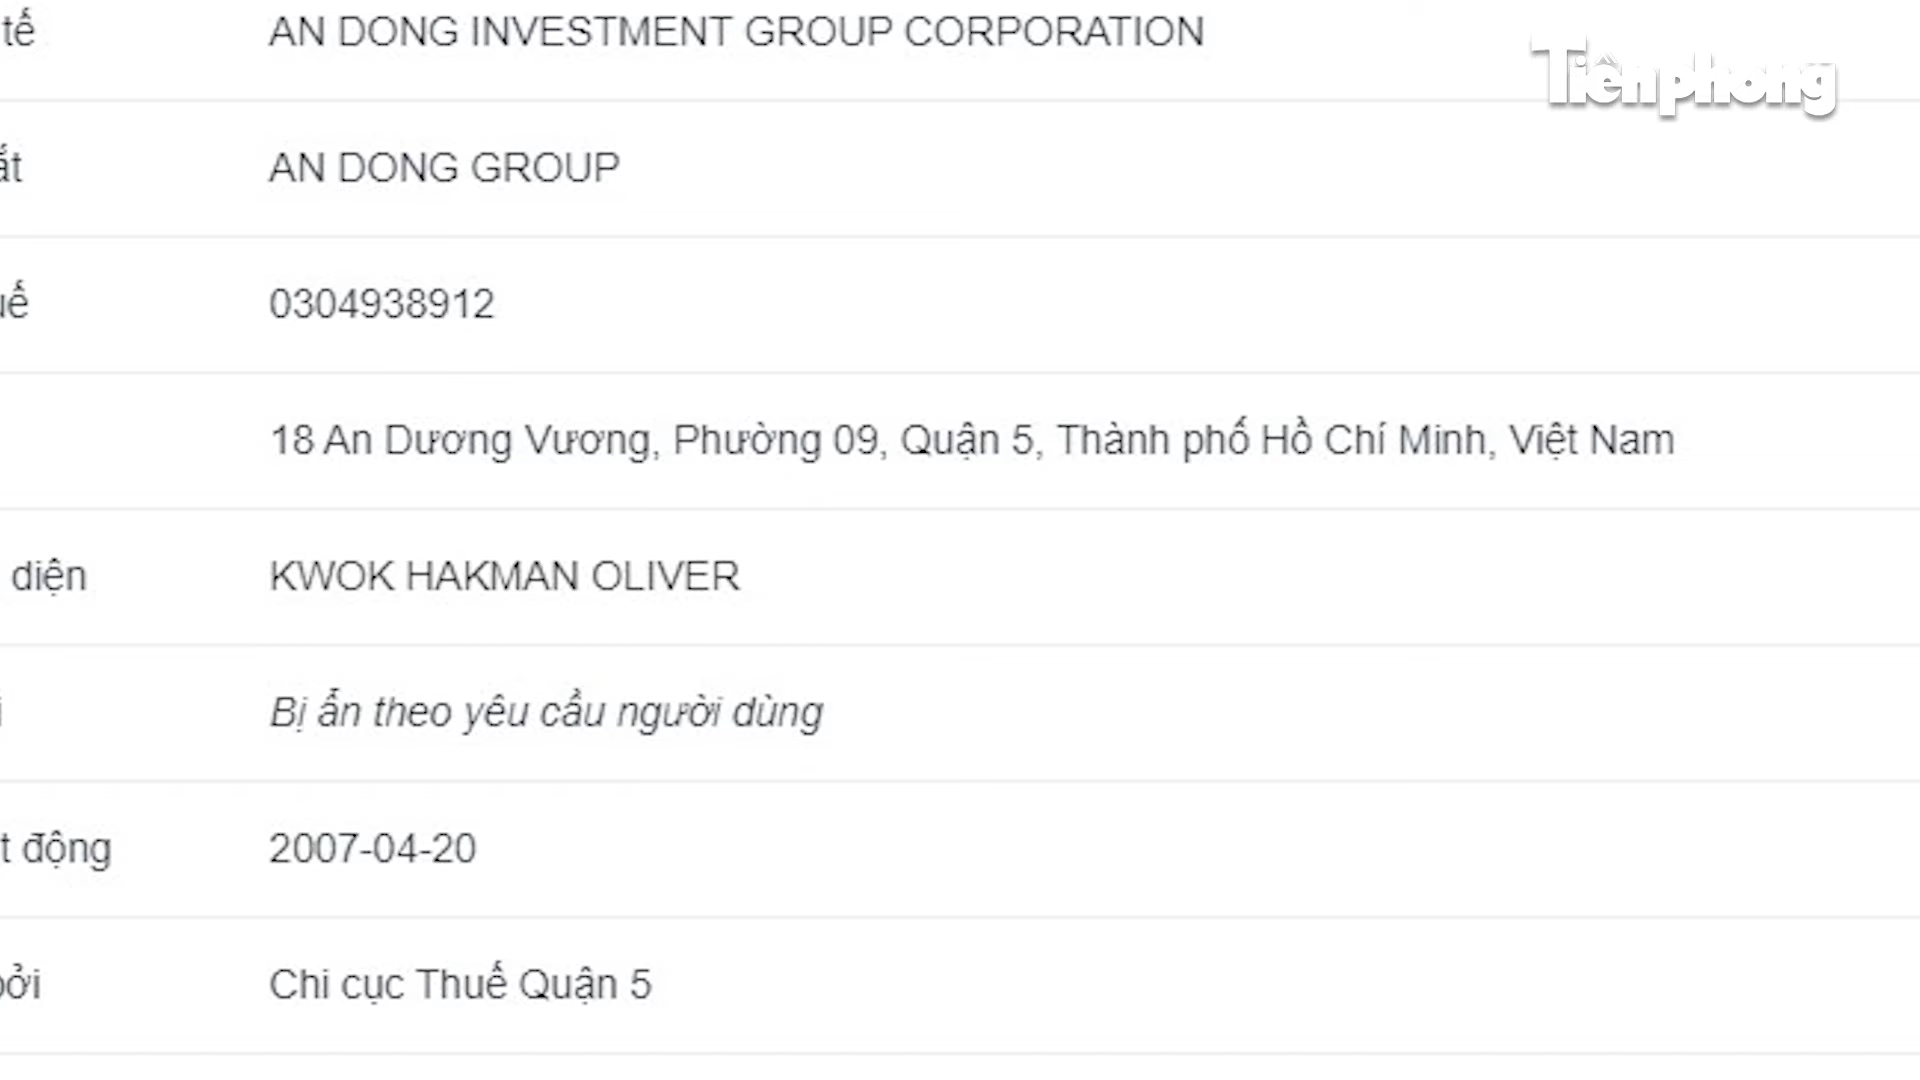 tế AN DONG INVESTMENT GROUP CORPORATION
Tiền phong
ắt AN DONG GROUP
uế 0304938912
18 An Dương Vương, Phường 09, Quận 5, Thành phố Hồ Chí Minh, Việt Nam
diện KWOK HAKMAN OLIVER
i Bị ẩn theo yêu cầu người dùng
t động 2007-04-20
bởi Chi cục Thuế Quận 5